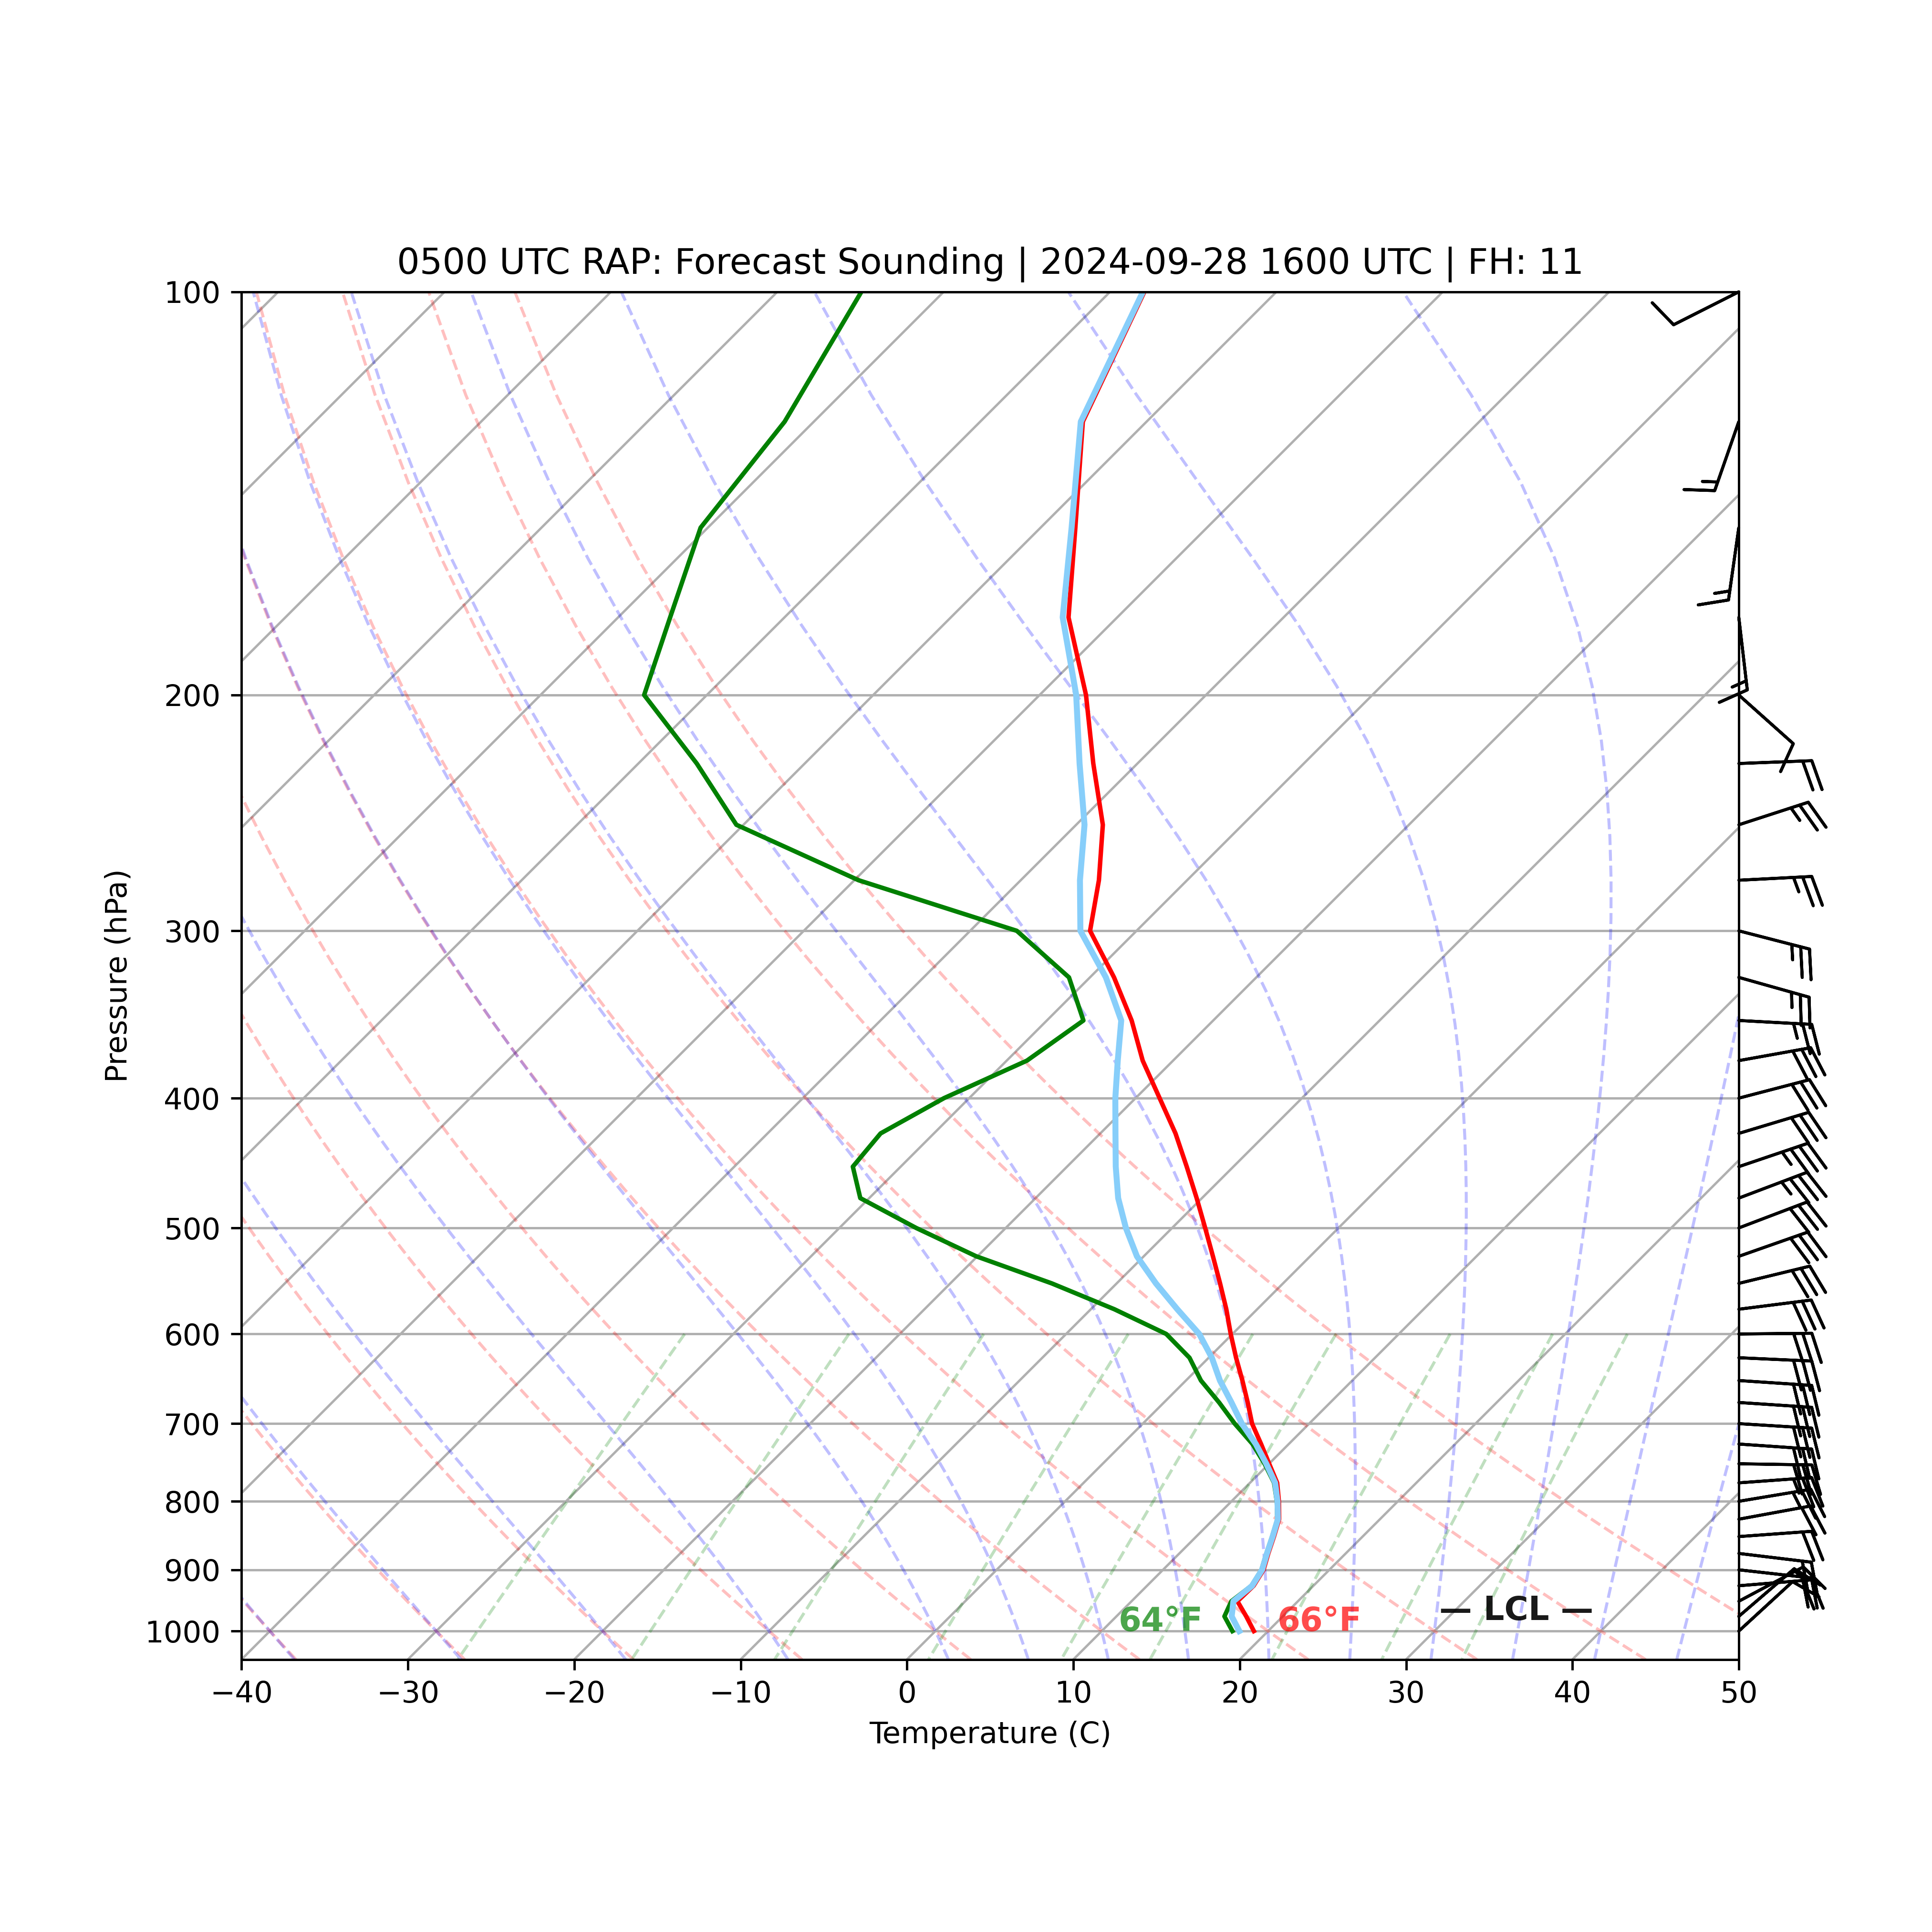 0500 UTC RAP: Forecast Sounding | 2024-09-28 1600 UTC | FH: 11
100
200
300
400
500
600
700
800
900
1000
Pressure (hPa)
64°F 66°F — LCL —
−40 −30 −20 −10 0 10 20 30 40 50
Temperature (C)